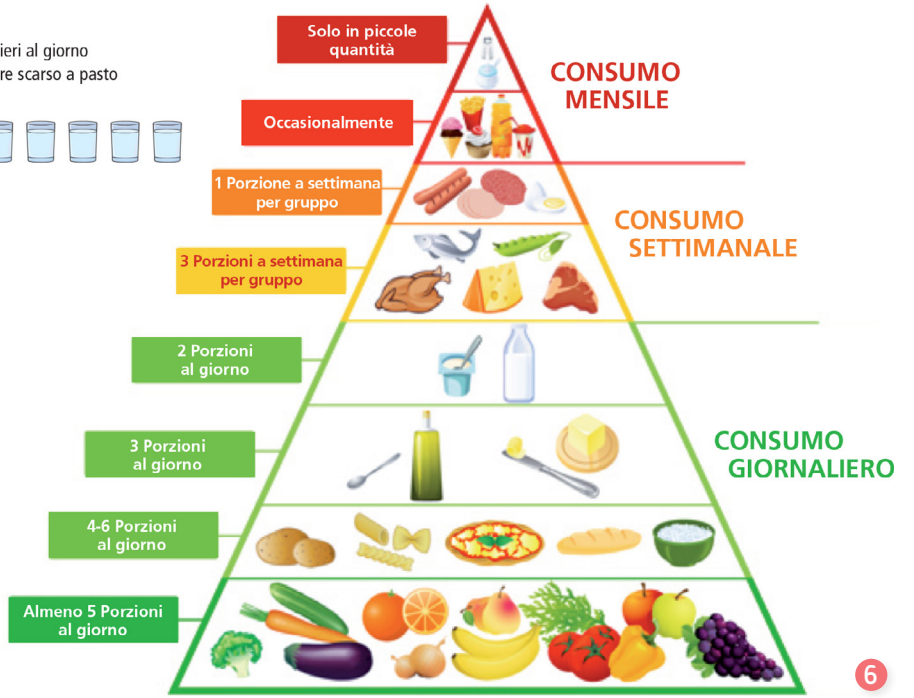 ieri al giorno
re scarso a pasto
Solo in piccole
quantità
CONSUMO
MENSILE
Occasionalmente
1 Porzione a settimana
per gruppo
CONSUMO
SETTIMANALE
3 Porzioni a settimana
per gruppo
2 Porzioni
al giorno
3 Porzioni
al giorno
CONSUMO
GIORNALIERO
4-6 Porzioni
al giorno
Almeno 5 Porzioni
al giorno
6